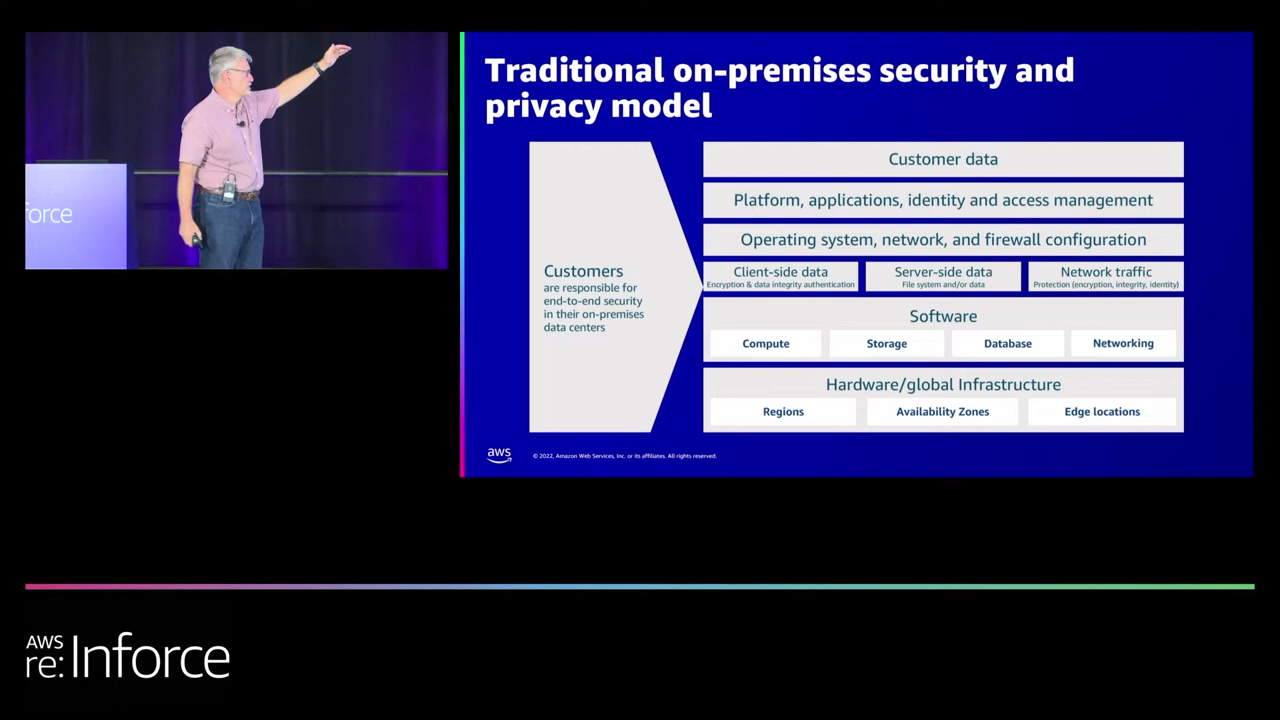 force
Traditional on-premises security and
privacy model
Customers
are responsible for
end-to-end security
in their on-premises
data centers
Customer data
Platform, applications, identity and access management
Operating system, network, and firewall configuration
Client-side data
Encryption & data integrity authentication
Server-side data
File system and/or data
Network traffic
Protection (encryption, integrity, identity)
Software
Compute
Storage
Database
Networking
Hardware/global Infrastructure
Regions
Availability Zones
Edge locations
aws
© 2022, Amazon Web Services, Inc. or its affiliates. All rights reserved.
AWS
re:Inforce